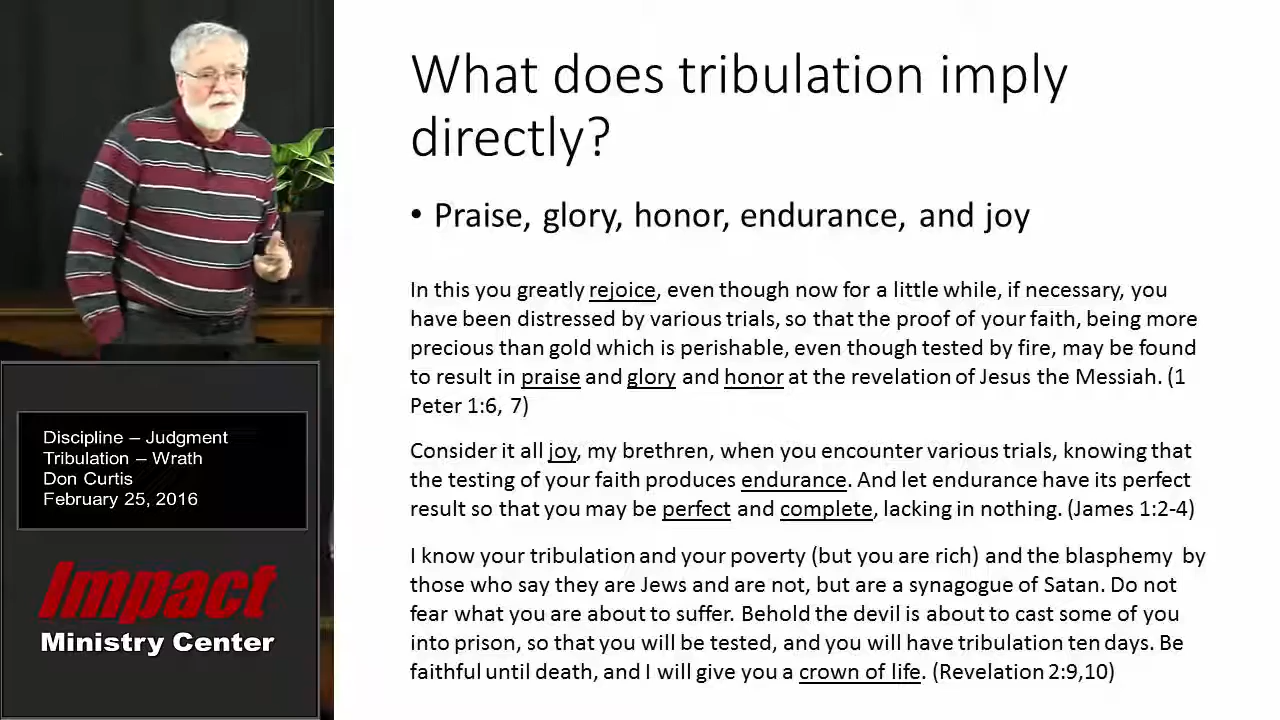 What does tribulation imply
directly?
• Praise, glory, honor, endurance, and joy
In this you greatly rejoice, even though now for a little while, if necessary, you
have been distressed by various trials, so that the proof of your faith, being more
precious than gold which is perishable, even though tested by fire, may be found
to result in praise and glory and honor at the revelation of Jesus the Messiah. (1
Peter 1:6, 7)
Consider it all joy, my brethren, when you encounter various trials, knowing that
the testing of your faith produces endurance. And let endurance have its perfect
result so that you may be perfect and complete, lacking in nothing. (James 1:2-4)
I know your tribulation and your poverty (but you are rich) and the blasphemy by
those who say they are Jews and are not, but are a synagogue of Satan. Do not
fear what you are about to suffer. Behold the devil is about to cast some of you
into prison, so that you will be tested, and you will have tribulation ten days. Be
faithful until death, and I will give you a crown of life. (Revelation 2:9,10)
Discipline – Judgment
Tribulation – Wrath
Don Curtis
February 25, 2016
Impact
Ministry Center